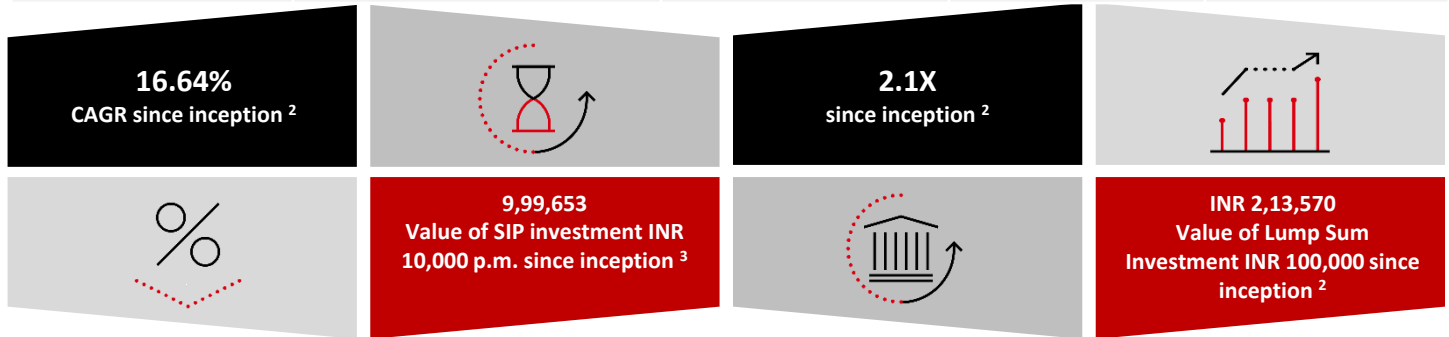 16.64%
CAGR since inception ²
2.1X
since inception ²
9,99,653
Value of SIP investment INR
10,000 p.m. since inception ³
INR 2,13,570
Value of Lump Sum
Investment INR 100,000 since
inception ²